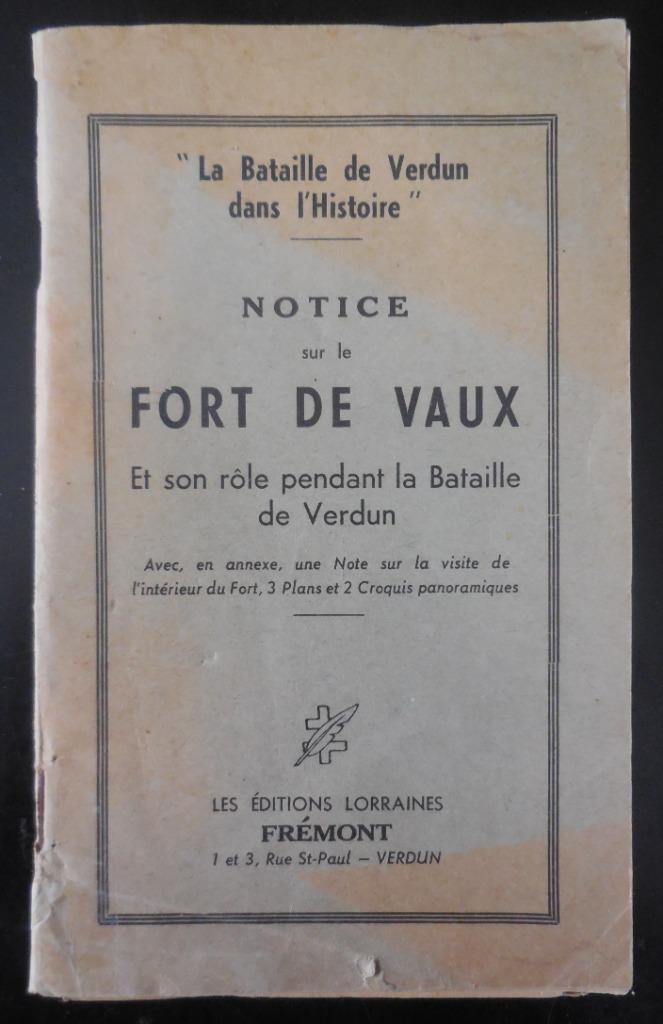 " La Bataille de Verdun
dans l'Histoire "
NOTICE
sur le
FORT DE VAUX
Et son rôle pendant la Bataille
de Verdun
Avec, en annexe, une Note sur la visite de
l'intérieur du Fort, 3 Plans et 2 Croquis panoramiques
LES ÉDITIONS LORRAINES
FRÉMONT
1 et 3, Rue St-Paul – VERDUN